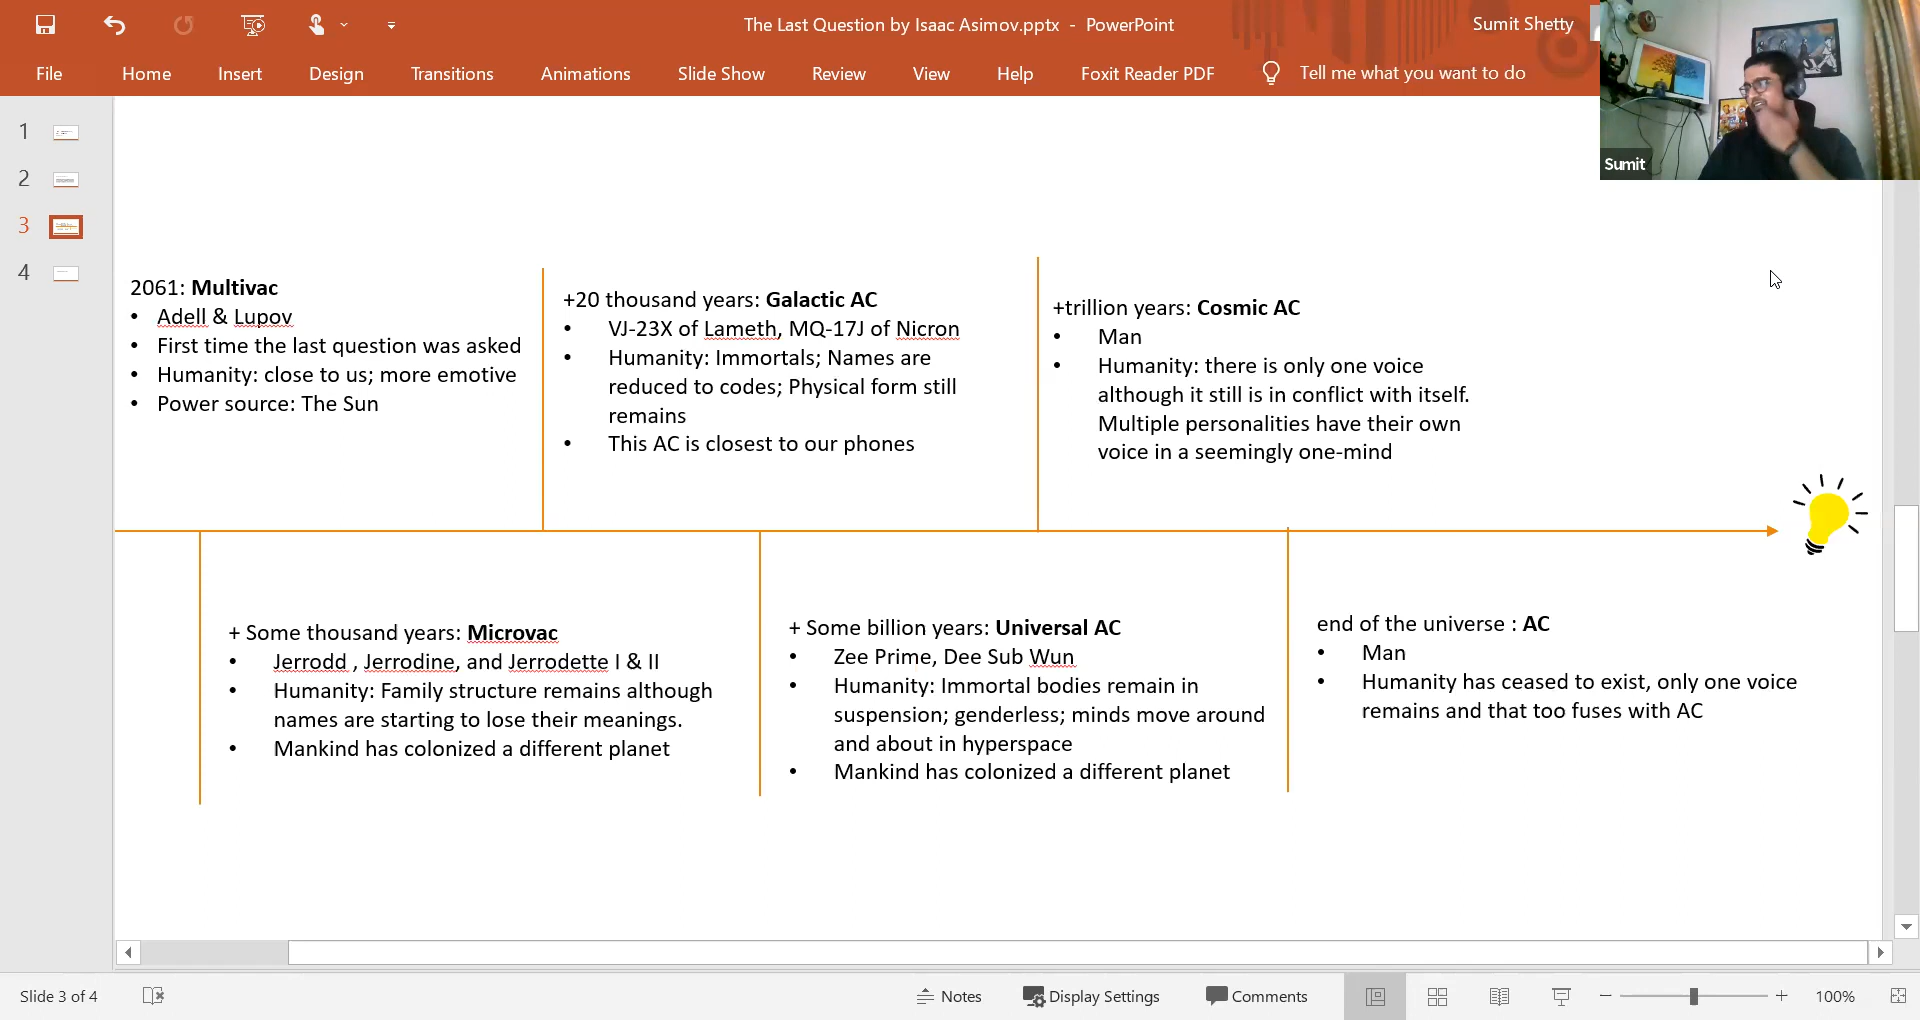 The Last Question by Isaac Asimov.pptx - PowerPoint
Sumit Shetty
File Home Insert Design Transitions Animations Slide Show Review View Help Foxit Reader PDF Tell me what you want to do
Sumit
1
2
3
4
2061: Multivac
• Adell & Lupov
• First time the last question was asked
• Humanity: close to us; more emotive
• Power source: The Sun
+20 thousand years: Galactic AC
• VJ-23X of Lameth, MQ-17J of Nicron
• Humanity: Immortals; Names are
reduced to codes; Physical form still
remains
• This AC is closest to our phones
+trillion years: Cosmic AC
• Man
• Humanity: there is only one voice
although it still is in conflict with itself.
Multiple personalities have their own
voice in a seemingly one-mind
+ Some thousand years: Microvac
• Jerrodd , Jerrodine, and Jerrodette I & II
• Humanity: Family structure remains although
names are starting to lose their meanings.
• Mankind has colonized a different planet
+ Some billion years: Universal AC
• Zee Prime, Dee Sub Wun
• Humanity: Immortal bodies remain in
suspension; genderless; minds move around
and about in hyperspace
• Mankind has colonized a different planet
end of the universe : AC
• Man
• Humanity has ceased to exist, only one voice
remains and that too fuses with AC
Slide 3 of 4
Notes Display Settings Comments 100%